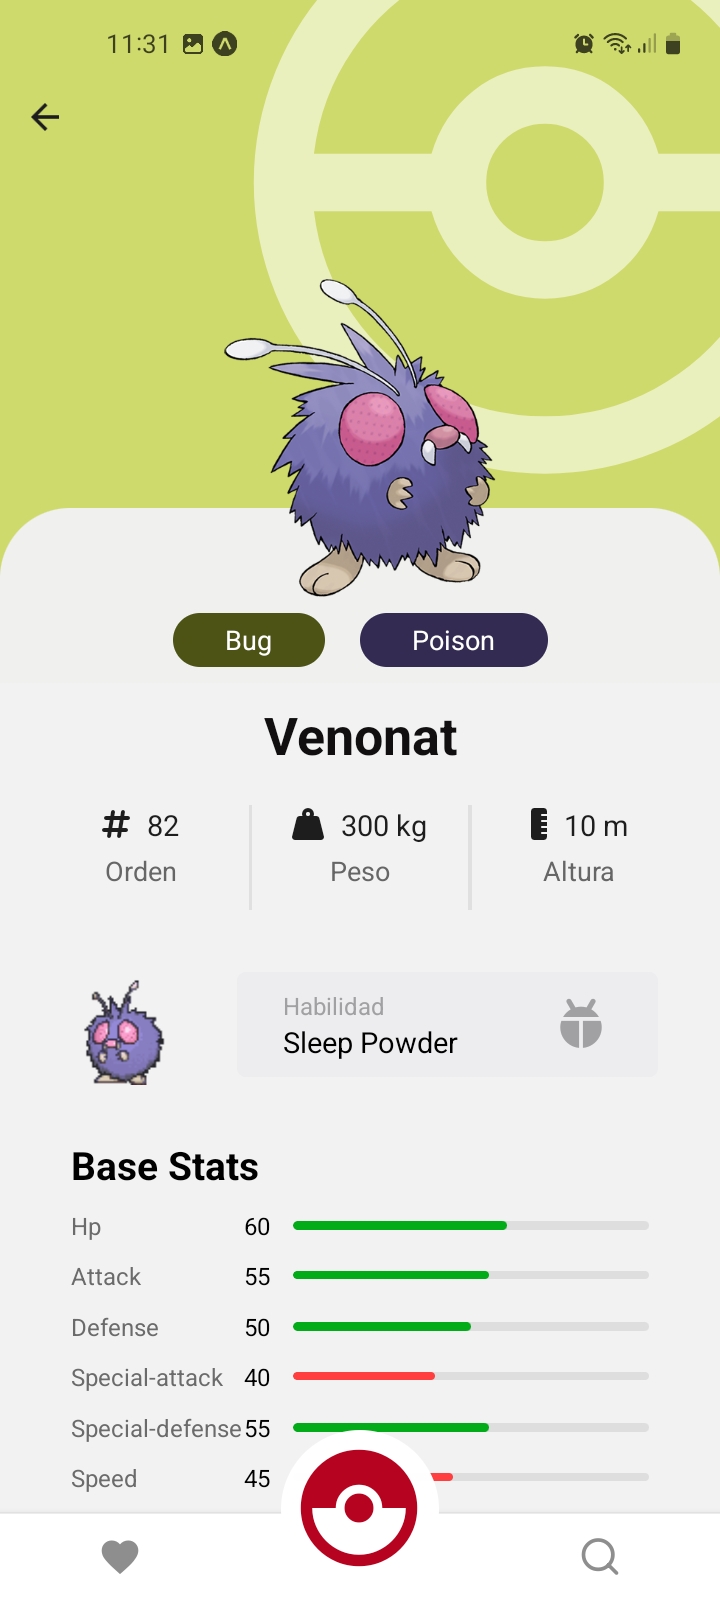 11:31
Bug Poison
Venonat
82 300 kg 10 m
Orden Peso Altura
Habilidad
Sleep Powder
Base Stats
Hp 60
Attack 55
Defense 50
Special-attack 40
Special-defense 55
Speed 45